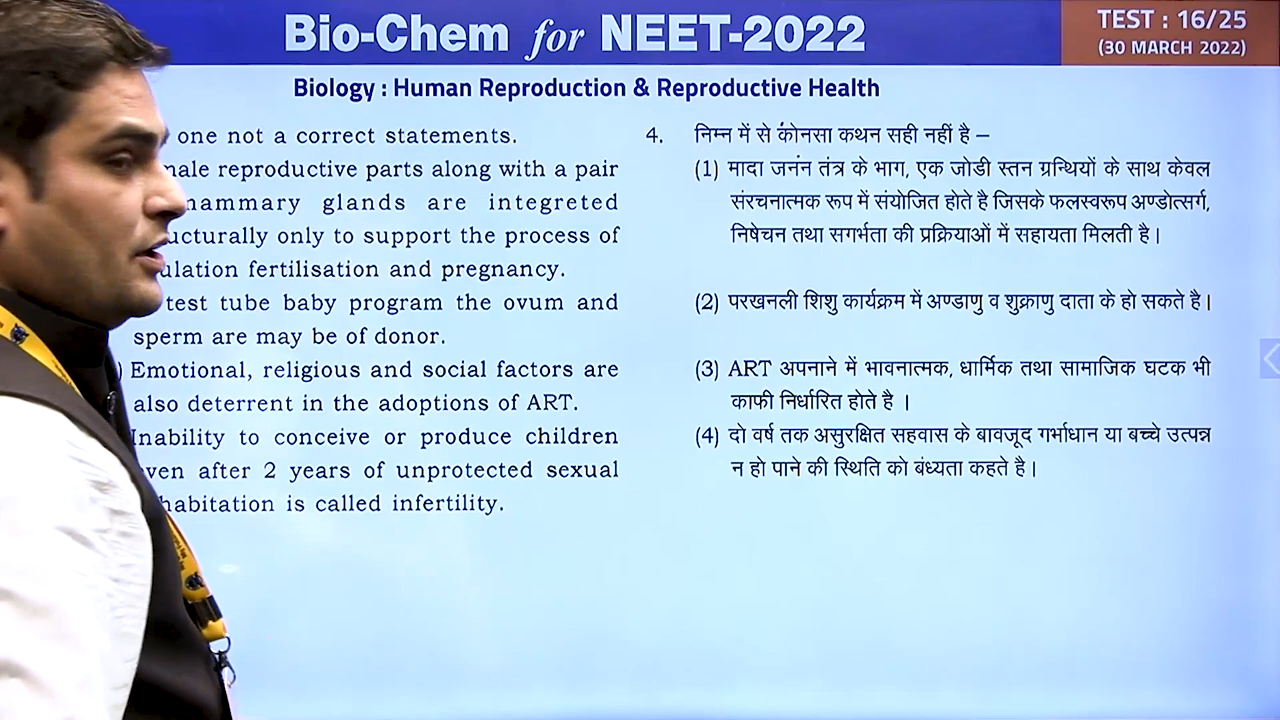 Bio-Chem for NEET-2022
TEST : 16/25
(30 MARCH 2022)
Biology : Human Reproduction & Reproductive Health
one not a correct statements.
reproductive parts along with a pair
glands are integreted
only to support the process of
fertilisation and pregnancy.
test tube baby program the ovum and
sperm are may be of donor.
Emotional, religious and social factors are
also deterrent in the adoptions of ART.
Inability to conceive or produce children
even after 2 years of unprotected sexual
is called infertility.
4. निम्न में से कौनसा कथन सही नहीं है –
(1) मादा जनन तंत्र के भाग, एक जोडी स्तन ग्रन्थियों के साथ केवल
संरचनात्मक रूप में संयोजित होते है जिसके फलस्वरूप अण्डोत्सर्ग,
निषेचन तथा सगर्भता की प्रक्रियाओं में सहायता मिलती है।
(2) परखनली शिशु कार्यक्रम में अण्डाणु व शुक्राणु दाता के हो सकते है।
(3) ART अपनाने में भावनात्मक, धार्मिक तथा सामाजिक घटक भी
काफी निर्धारित होते है ।
(4) दो वर्ष तक असुरक्षित सहवास के बावजूद गर्भाधान या बच्चे उत्पन्न
न हो पाने की स्थिति को बंध्यता कहते है।